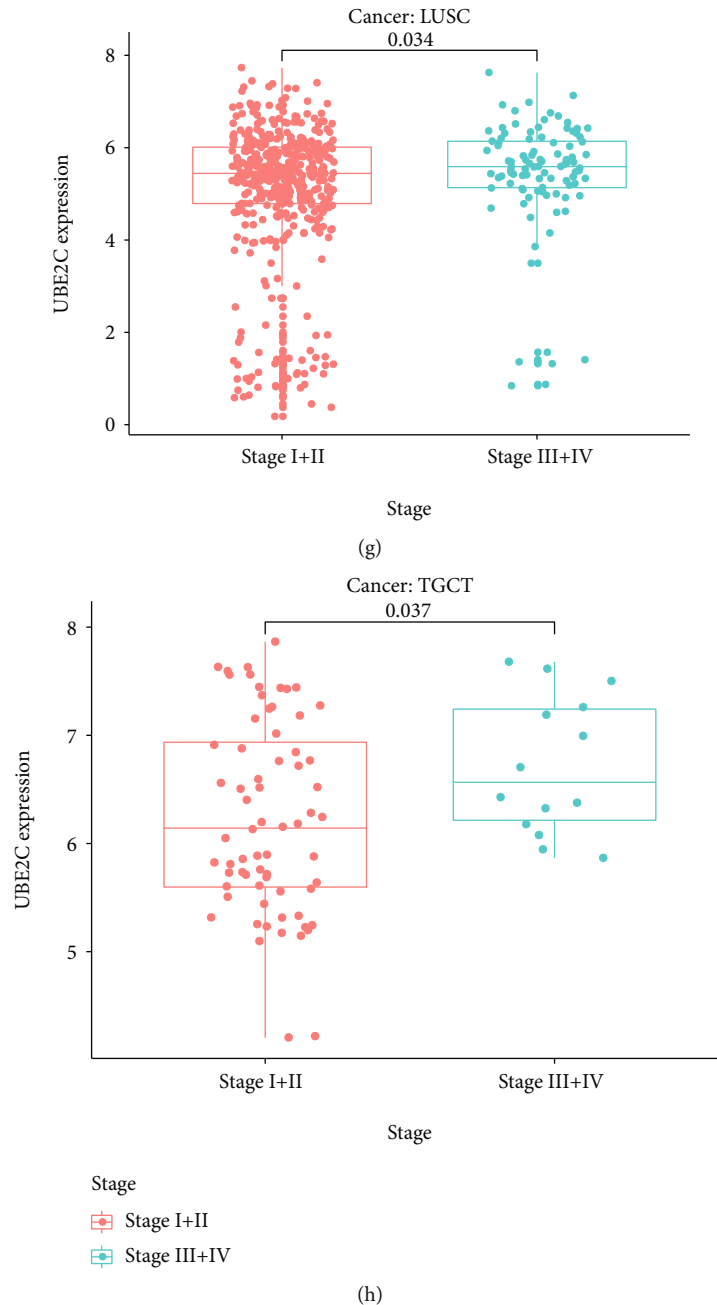 Cancer: LUSC
0.034
8
6
4
2
0
UBE2C expression
Stage I+II
Stage III+IV
Stage
(g)
Cancer: TGCT
0.037
8
7
6
5
UBE2C expression
Stage I+II
Stage III+IV
Stage
Stage
Stage I+II
Stage III+IV
(h)